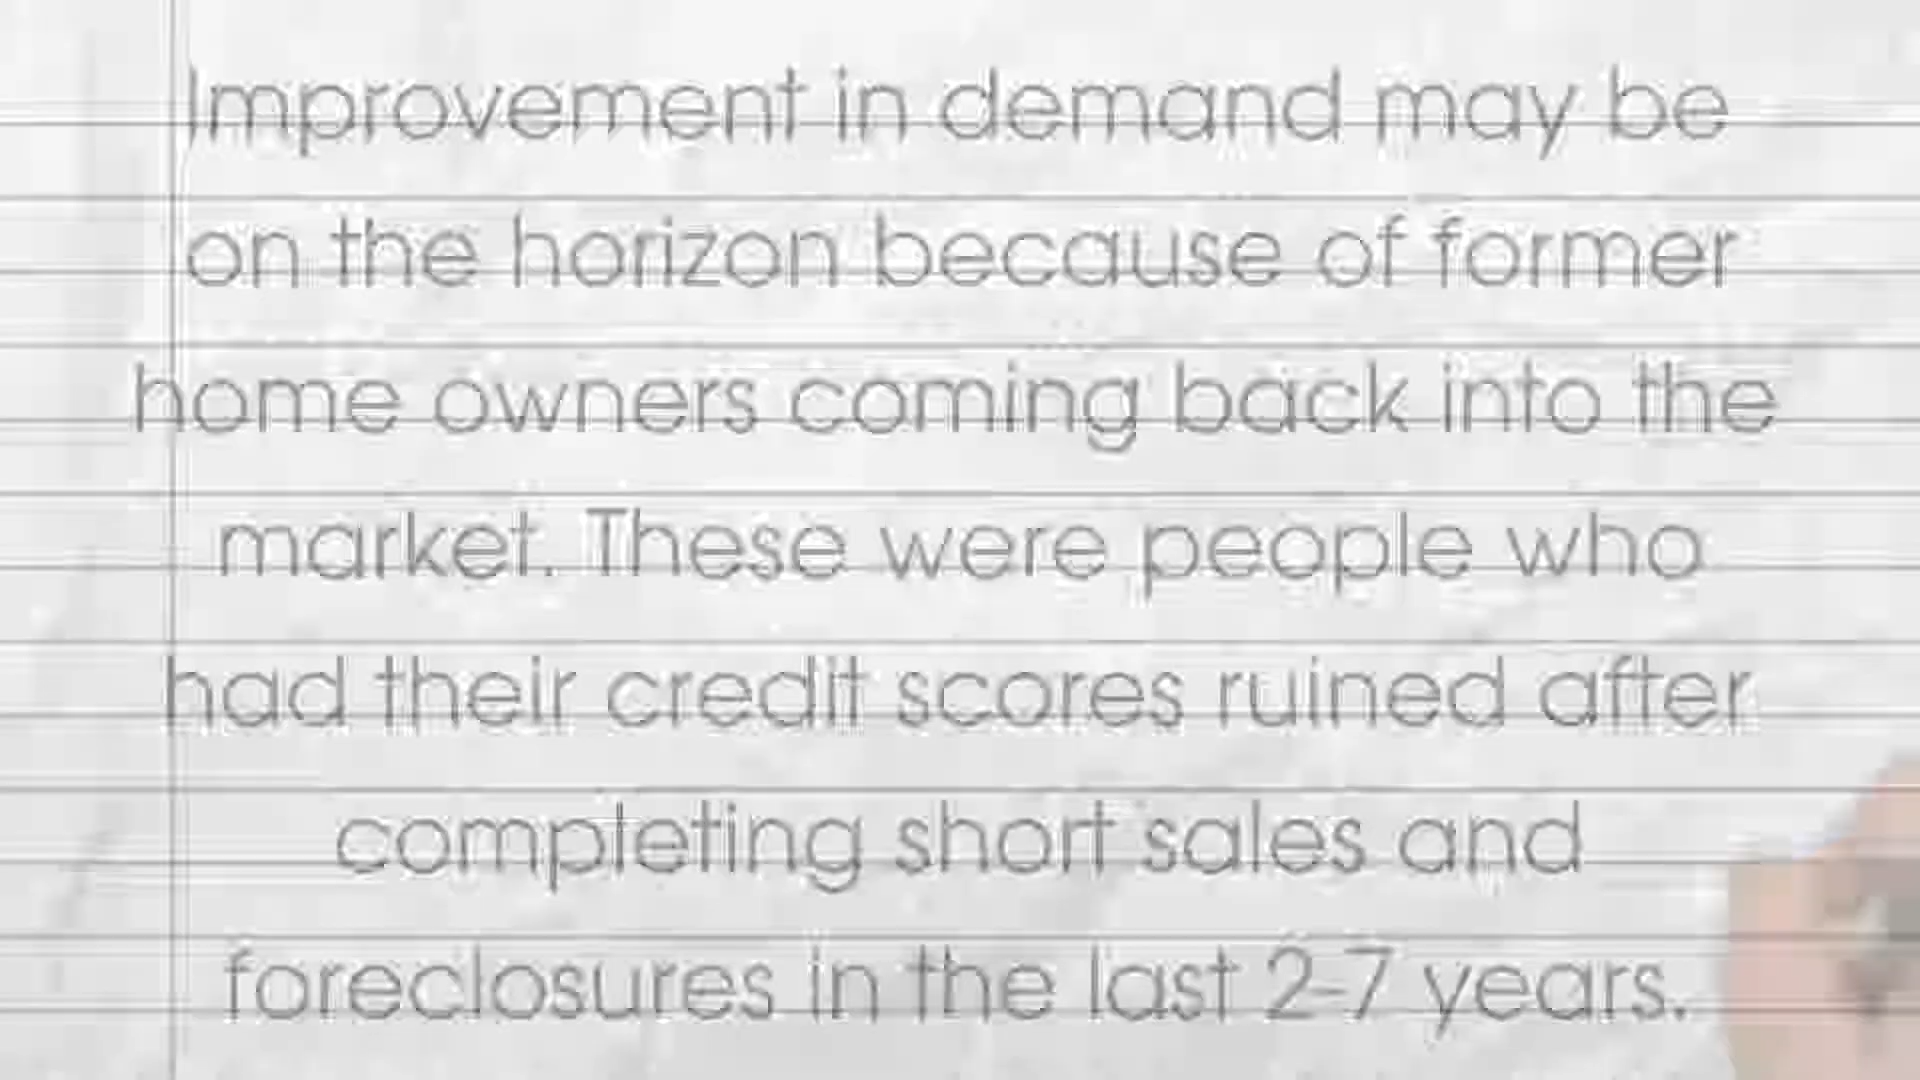 Improvement in demand may be
on the horizon because of former
home owners coming back into the
market. These were people who
had their credit scores ruined after
completing short sales and
foreclosures in the last 2-7 years.